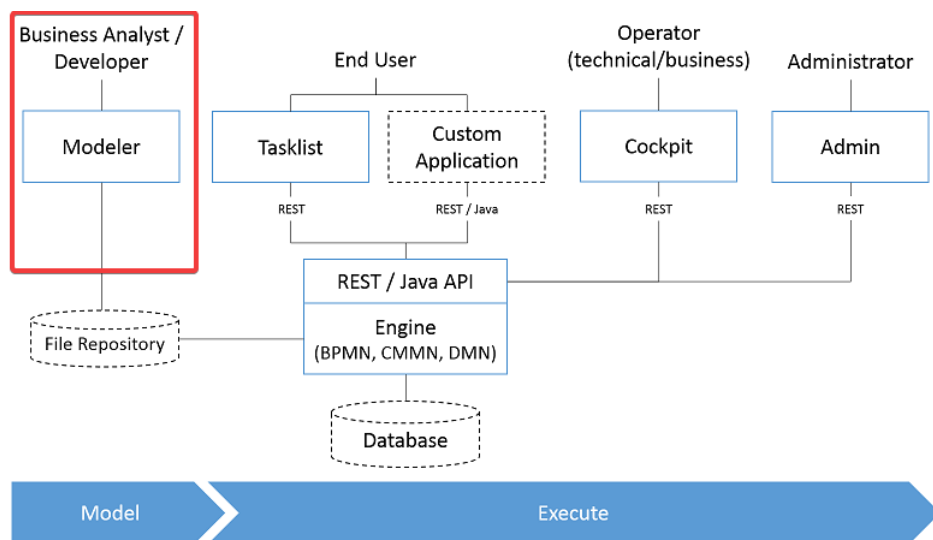 Business Analyst /
Developer
Modeler
End User
Tasklist
Custom
Application
Operator
(technical/business)
Cockpit
Administrator
Admin
REST
REST / Java
REST
REST
REST / Java API
Engine
(BPMN, CMMN, DMN)
File Repository
Database
Model
Execute